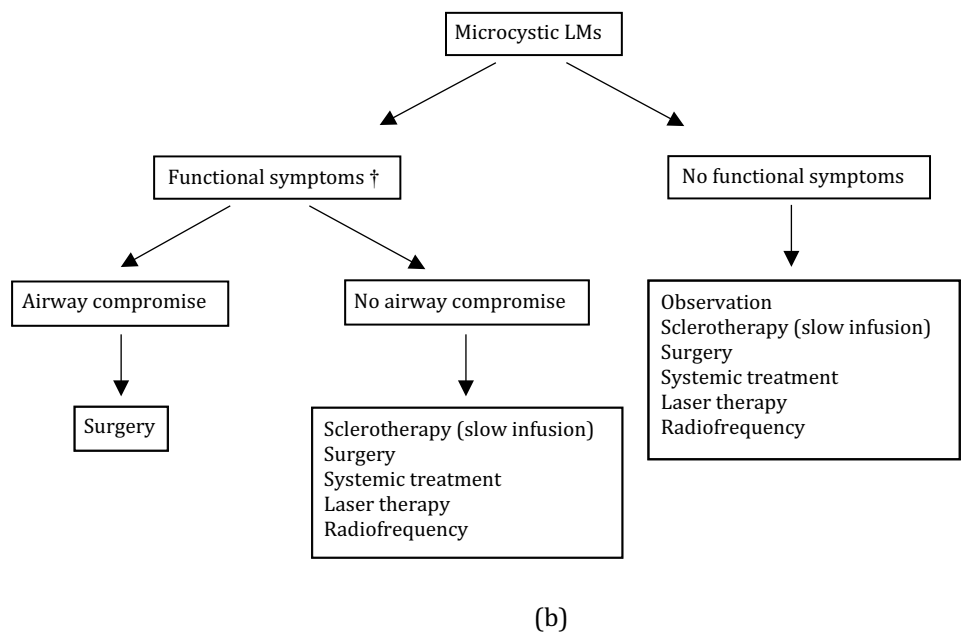 Microcystic LMs
Functional symptoms †
No functional symptoms
Airway compromise
No airway compromise
Observation
Sclerotherapy (slow infusion)
Surgery
Systemic treatment
Laser therapy
Radiofrequency
Surgery
Sclerotherapy (slow infusion)
Surgery
Systemic treatment
Laser therapy
Radiofrequency
(b)